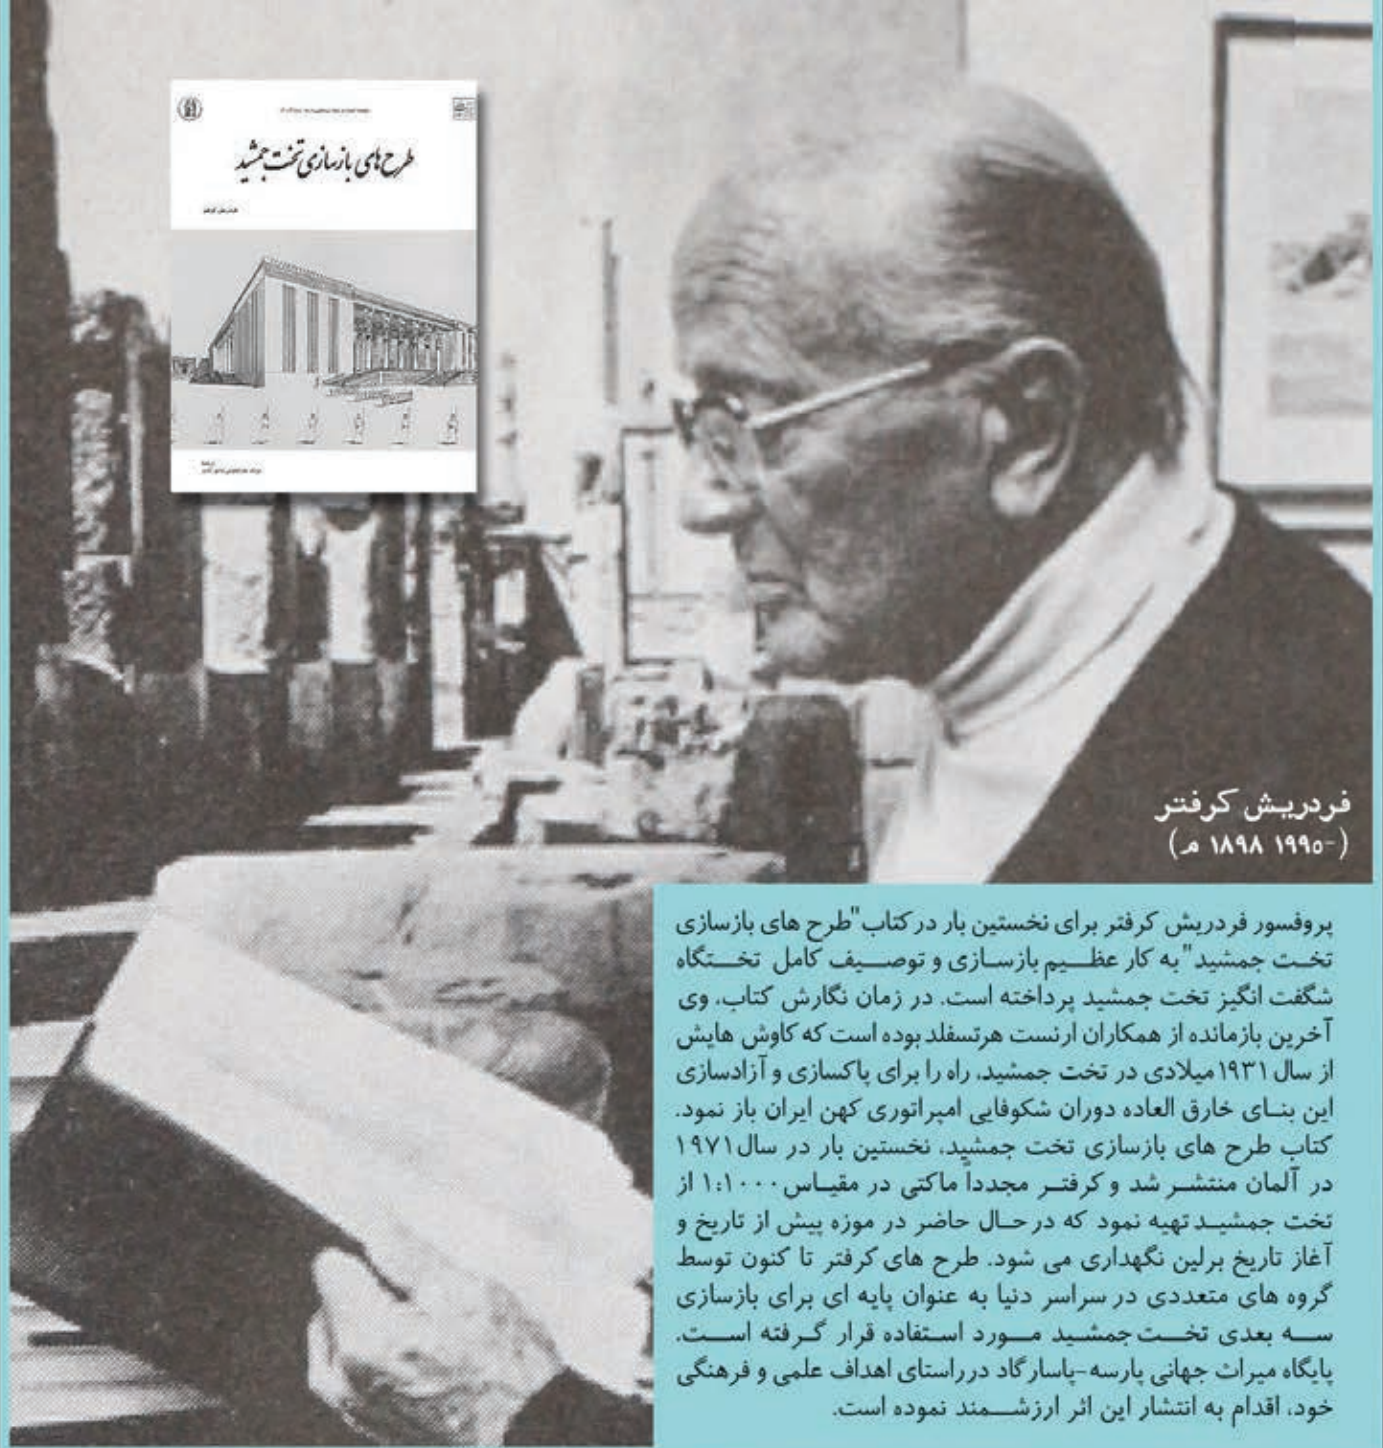 طرح های بازسازی تخت جمشید
فردریش کرفتر
فردریش کرفتر
(-۱۹۹۵ ۱۸۹۸ م)
پروفسور فردریش کرفتر برای نخستین بار در کتاب"طرح های بازسازی
تخت جمشید" به کار عظیم بازسازی و توصیف کامل تختگاه
شگفت انگیز تخت جمشید پرداخته است. در زمان نگارش کتاب، وی
آخرین بازمانده از همکاران ارنست هرتسفلد بوده است که کاوش هایش
از سال ۱۹۳۱ میلادی در تخت جمشید، راه را برای پاکسازی و آزادسازی
این بنای خارق العاده دوران شکوفایی امپراتوری کهن ایران باز نمود.
کتاب طرح های بازسازی تخت جمشید، نخستین بار در سال ۱۹۷۱
در آلمان منتشر شد و کرفتر مجدداً ماکتی در مقیاس ۱:۱۰۰۰ از
تخت جمشید تهیه نمود که در حال حاضر در موزه پیش از تاریخ و
آغاز تاریخ برلین نگهداری می شود. طرح های کرفتر تا کنون توسط
گروه های متعددی در سراسر دنیا به عنوان پایه ای برای بازسازی
سه بعدی تخت جمشید مورد استفاده قرار گرفته است.
پایگاه میراث جهانی پارسه-پاسارگاد در راستای اهداف علمی و فرهنگی
خود، اقدام به انتشار این اثر ارزشمند نموده است.